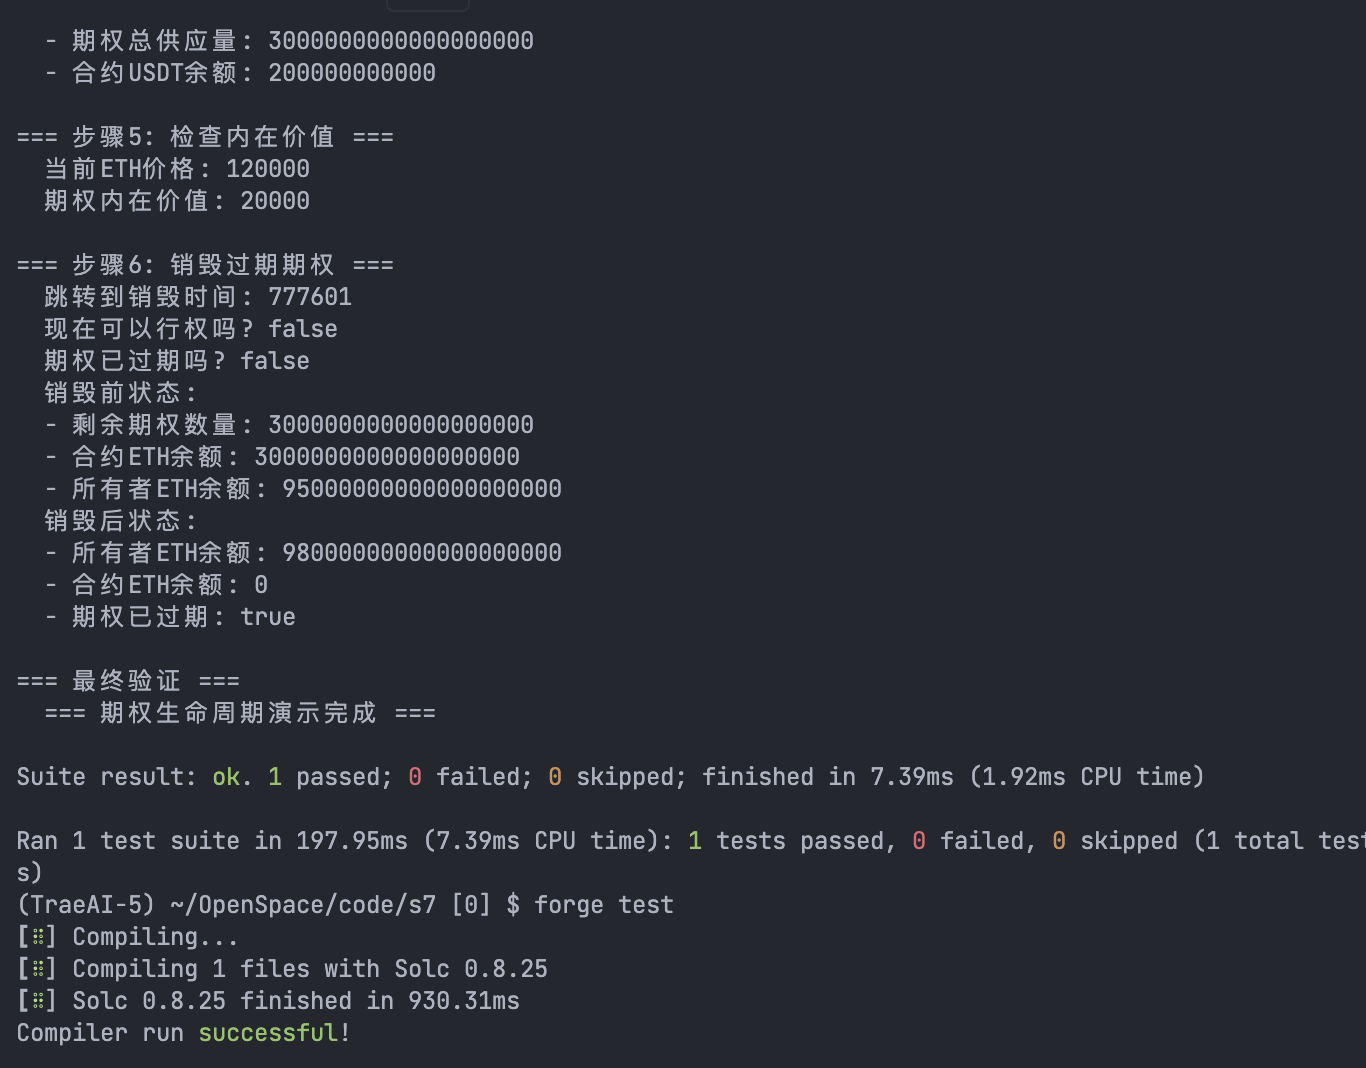 - 期权总供应量: 3000000000000000000
- 合约USDT余额: 200000000000
=== 步骤5: 检查内在价值 ===
当前ETH价格: 120000
期权内在价值: 20000
=== 步骤6: 销毁过期期权 ===
跳转到销毁时间: 777601
现在可以行权吗? false
期权已过期吗? false
销毁前状态:
- 剩余期权数量: 3000000000000000000
- 合约ETH余额: 3000000000000000000
- 所有者ETH余额: 95000000000000000000
销毁后状态:
- 所有者ETH余额: 98000000000000000000
- 合约ETH余额: 0
- 期权已过期: true
=== 最终验证 ===
=== 期权生命周期演示完成 ===
Suite result: ok. 1 passed; 0 failed; 0 skipped; finished in 7.39ms (1.92ms CPU time)
Ran 1 test suite in 197.95ms (7.39ms CPU time): 1 tests passed, 0 failed, 0 skipped (1 total test
s)
(TraeAI-5) ~/OpenSpace/code/s7 [0] $ forge test
[⠿] Compiling...
[⠿] Compiling 1 files with Solc 0.8.25
[⠿] Solc 0.8.25 finished in 930.31ms
Compiler run successful!